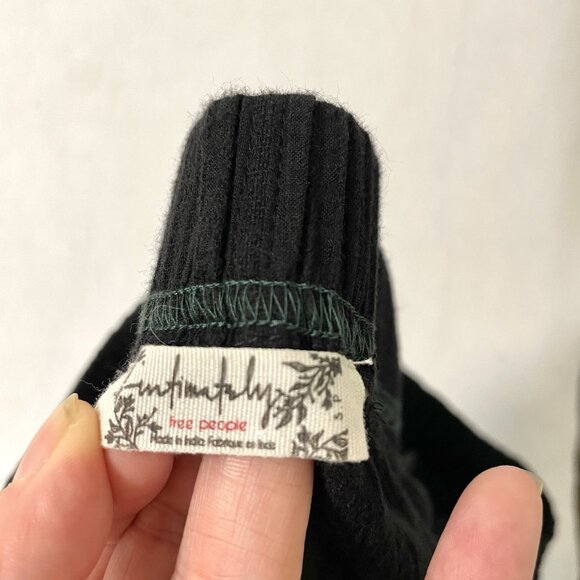 intimately
free people
Made in India Fabriqué en Inde
S P